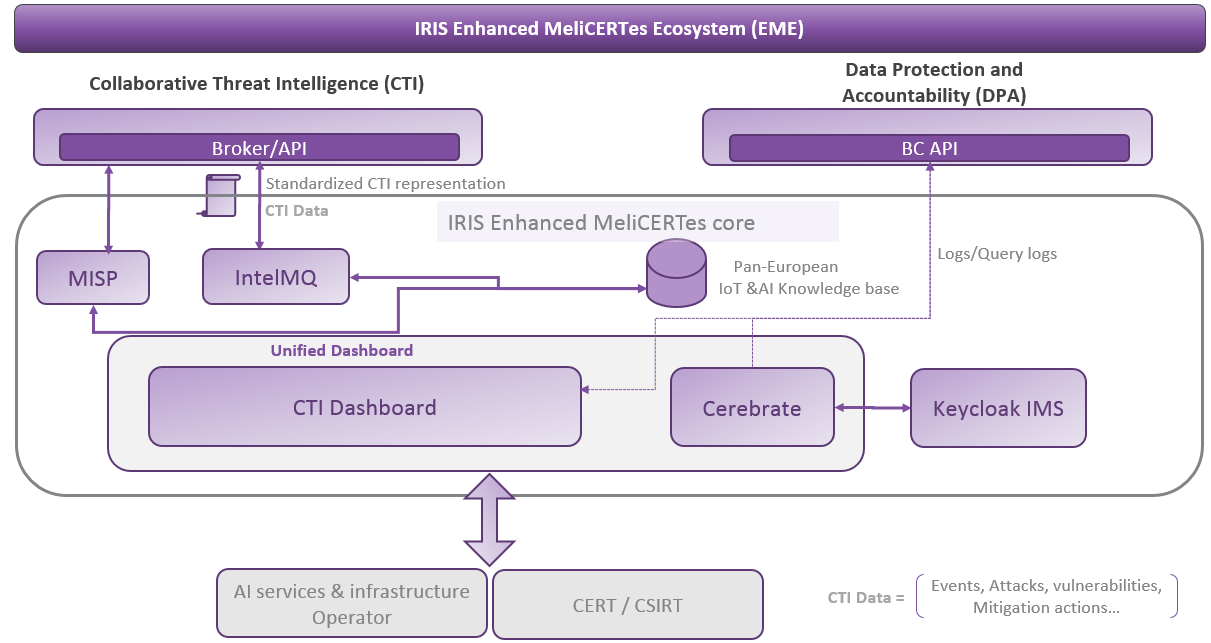 IRIS Enhanced MeliCERTes Ecosystem (EME)
Collaborative Threat Intelligence (CTI)
Data Protection and
Accountability (DPA)
Broker/API
BC API
Standardized CTI representation
CTI Data
IRIS Enhanced MeliCERTes core
MISP
IntelMQ
Pan-European
IoT &AI Knowledge base
Logs/Query logs
Unified Dashboard
CTI Dashboard
Cerebrate
Keycloak IMS
AI services & infrastructure
Operator
CERT / CSIRT
CTI Data =
Events, Attacks, vulnerabilities,
Mitigation actions...